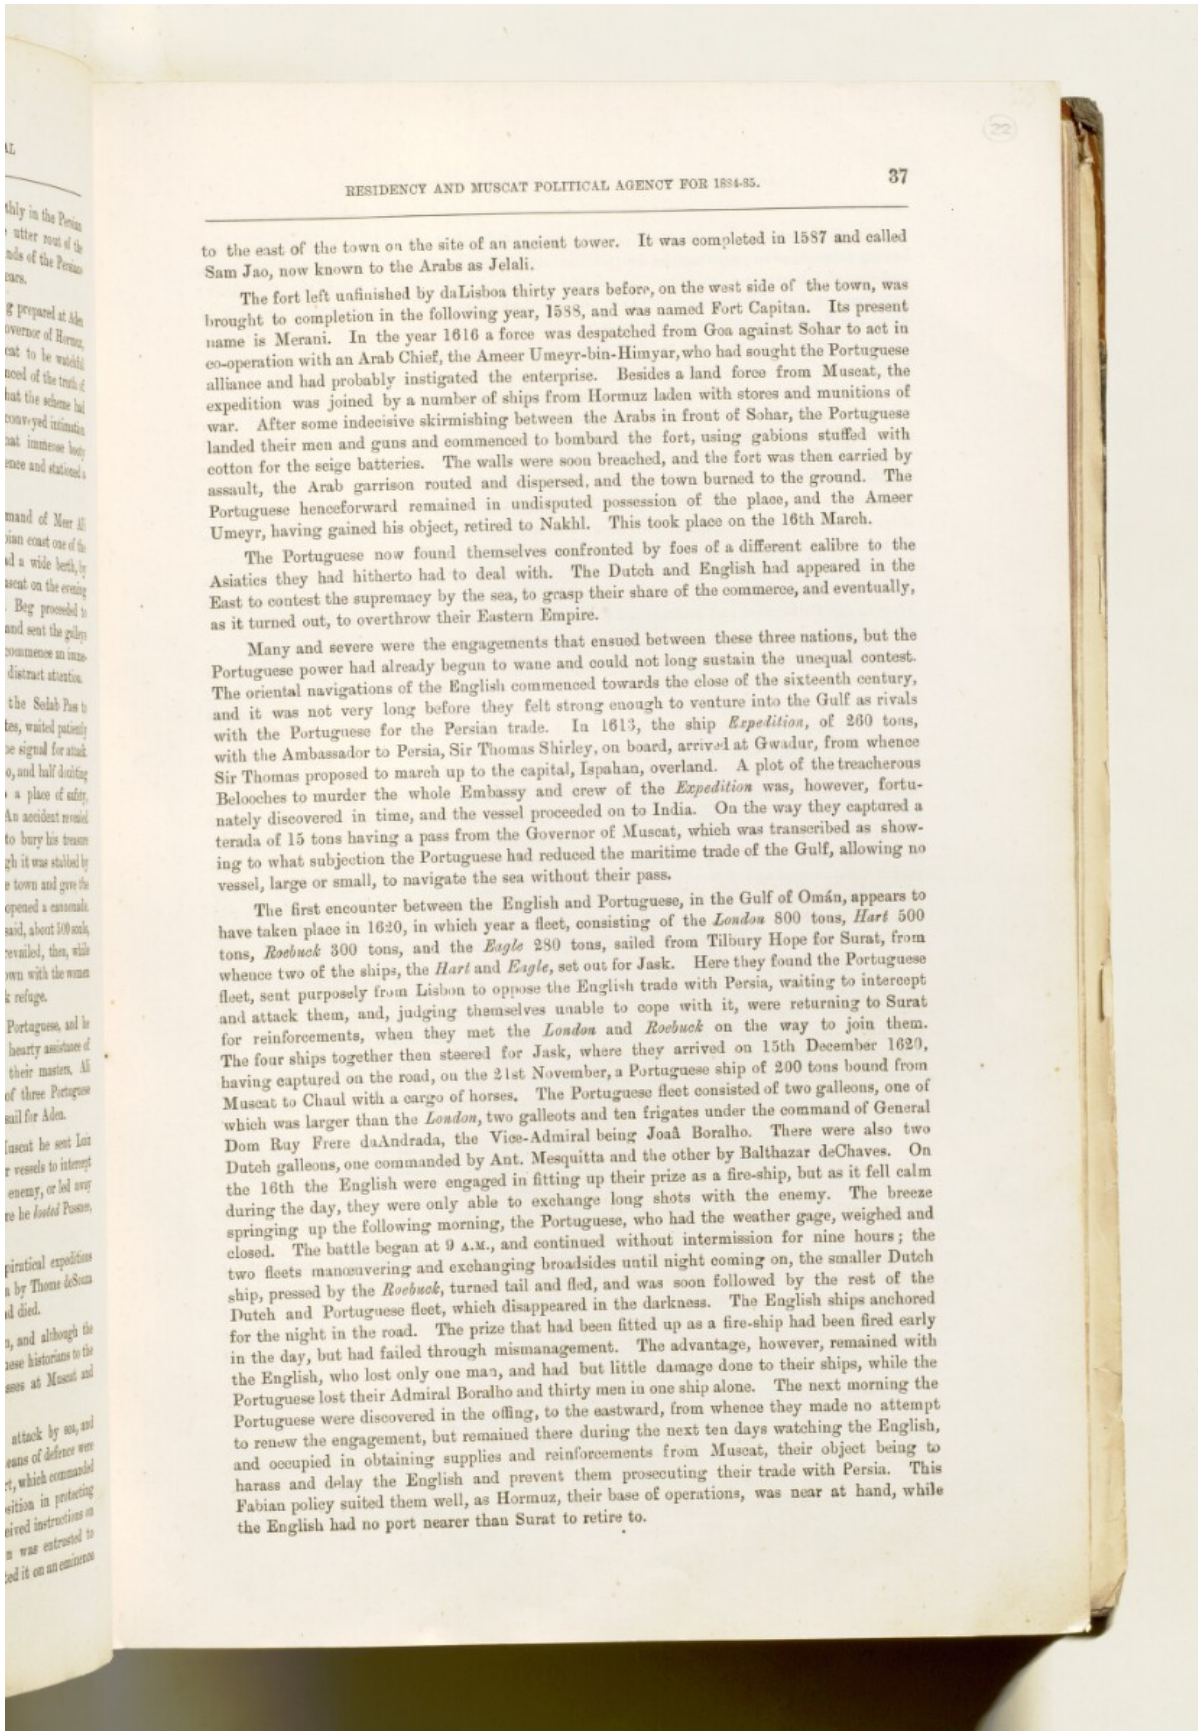 22
RESIDENCY AND MUSCAT POLITICAL AGENCY FOR 1884-85.
37
to the east of the town on the site of an ancient tower. It was completed in 1587 and called
Sam Jao, now known to the Arabs as Jelali.
The fort left unfinished by daLisboa thirty years before, on the west side of the town, was
brought to completion in the following year, 1588, and was named Fort Capitan. Its present
name is Merani. In the year 1616 a force was despatched from Goa against Sohar to act in
co-operation with an Arab Chief, the Ameer Umeyr-bin-Himyar, who had sought the Portuguese
alliance and had probably instigated the enterprise. Besides a land force from Muscat, the
expedition was joined by a number of ships from Hormuz laden with stores and munitions of
war. After some indecisive skirmishing between the Arabs in front of Sohar, the Portuguese
landed their men and guns and commenced to bombard the fort, using gabions stuffed with
cotton for the seige batteries. The walls were soon breached, and the fort was then carried by
assault, the Arab garrison routed and dispersed, and the town burned to the ground. The
Portuguese henceforward remained in undisputed possession of the place, and the Ameer
Umeyr, having gained his object, retired to Nakhl. This took place on the 16th March.
The Portuguese now found themselves confronted by foes of a different calibre to the
Asiatics they had hitherto had to deal with. The Dutch and English had appeared in the
East to contest the supremacy by the sea, to grasp their share of the commerce, and eventually,
as it turned out, to overthrow their Eastern Empire.
Many and severe were the engagements that ensued between these three nations, but the
Portuguese power had already begun to wane and could not long sustain the unequal contest.
The oriental navigations of the English commenced towards the close of the sixteenth century,
and it was not very long before they felt strong enough to venture into the Gulf as rivals
with the Portuguese for the Persian trade. In 1613, the ship Expedition, of 260 tons,
with the Ambassador to Persia, Sir Thomas Shirley, on board, arrived at Gwadur, from whence
Sir Thomas proposed to march up to the capital, Ispahan, overland. A plot of the treacherous
Belooches to murder the whole Embassy and crew of the Expedition was, however, fortu-
nately discovered in time, and the vessel proceeded on to India. On the way they captured a
terada of 15 tons having a pass from the Governor of Muscat, which was transcribed as show-
ing to what subjection the Portuguese had reduced the maritime trade of the Gulf, allowing no
vessel, large or small, to navigate the sea without their pass.
The first encounter between the English and Portuguese, in the Gulf of Omán, appears to
have taken place in 1620, in which year a fleet, consisting of the London 800 tons, Hart 500
tons, Roebuck 300 tons, and the Eagle 280 tons, sailed from Tilbury Hope for Surat, from
whence two of the ships, the Hart and Eagle, set out for Jask. Here they found the Portuguese
fleet, sent purposely from Lisbon to oppose the English trade with Persia, waiting to intercept
and attack them, and, judging themselves unable to cope with it, were returning to Surat
for reinforcements, when they met the London and Roebuck on the way to join them.
The four ships together then steered for Jask, where they arrived on 15th December 1620,
having captured on the road, on the 21st November, a Portuguese ship of 200 tons bound from
Muscat to Chaul with a cargo of horses. The Portuguese fleet consisted of two galleons, one of
which was larger than the London, two galleots and ten frigates under the command of General
Dom Ruy Frere daAndrada, the Vice-Admiral being Joaâ Boralho. There were also two
Dutch galleons, one commanded by Ant. Mesquitta and the other by Balthazar deChaves. On
the 16th the English were engaged in fitting up their prize as a fire-ship, but as it fell calm
during the day, they were only able to exchange long shots with the enemy. The breeze
springing up the following morning, the Portuguese, who had the weather gage, weighed and
closed. The battle began at 9 A.M., and continued without intermission for nine hours; the
two fleets manœuvering and exchanging broadsides until night coming on, the smaller Dutch
ship, pressed by the Roebuck, turned tail and fled, and was soon followed by the rest of the
Dutch and Portuguese fleet, which disappeared in the darkness. The English ships anchored
for the night in the road. The prize that had been fitted up as a fire-ship had been fired early
in the day, but had failed through mismanagement. The advantage, however, remained with
the English, who lost only one man, and had but little damage done to their ships, while the
Portuguese lost their Admiral Boralho and thirty men in one ship alone. The next morning the
Portuguese were discovered in the offing, to the eastward, from whence they made no attempt
to renew the engagement, but remained there during the next ten days watching the English,
and occupied in obtaining supplies and reinforcements from Muscat, their object being to
harass and delay the English and prevent them prosecuting their trade with Persia. This
Fabian policy suited them well, as Hormuz, their base of operations, was near at hand, while
the English had no port nearer than Surat to retire to.